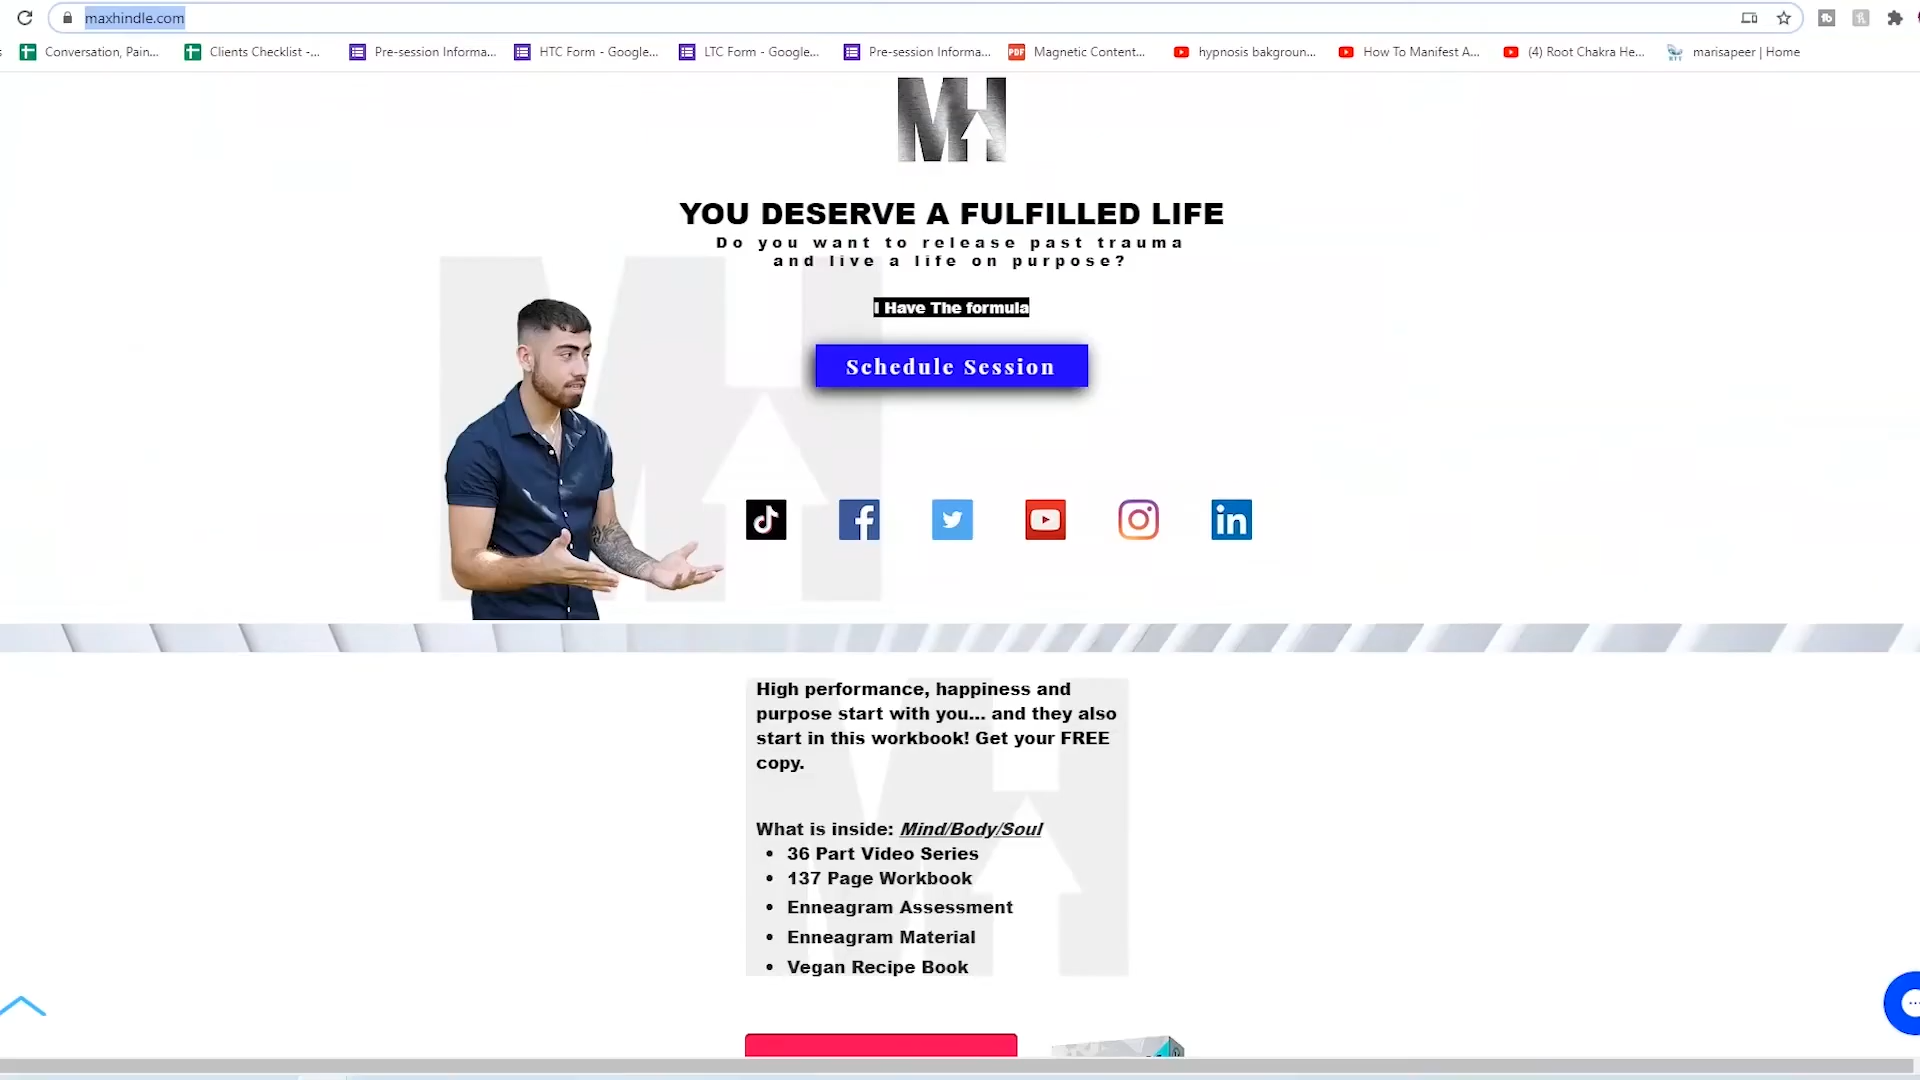 maxhindle.com
Conversation, Pain... Clients Checklist -... Pre-session Informa... HTC Form - Google... LTC Form - Google... Pre-session Informa... PDF Magnetic Content... hypnosis bakgroun... How To Manifest A... (4) Root Chakra He... marisapeer | Home
MH
YOU DESERVE A FULFILLED LIFE
Do you want to release past trauma
and live a life on purpose?
I Have The formula
Schedule Session
High performance, happiness and
purpose start with you... and they also
start in this workbook! Get your FREE
copy.
What is inside: Mind/Body/Soul
• 36 Part Video Series
• 137 Page Workbook
• Enneagram Assessment
• Enneagram Material
• Vegan Recipe Book